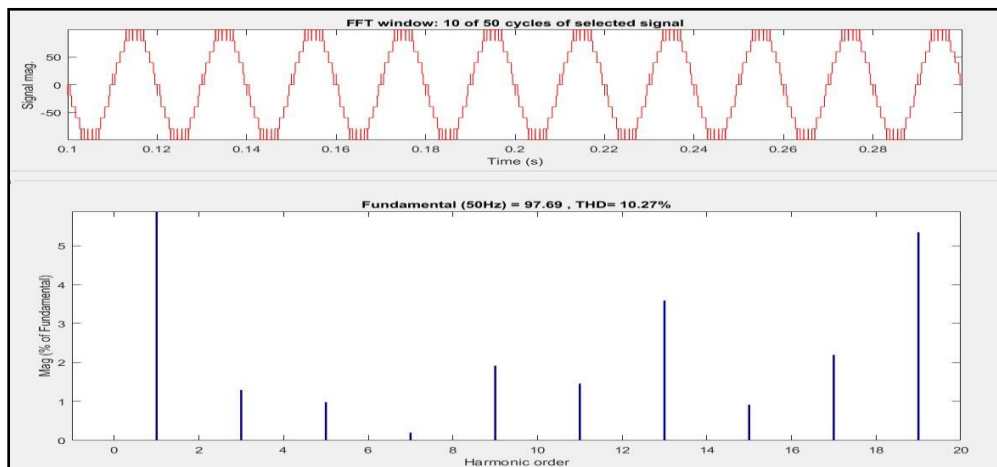 FFT window: 10 of 50 cycles of selected signal
Signal mag.
50
0
-50
0.1 0.12 0.14 0.16 0.18 0.2 0.22 0.24 0.26 0.28
Time (s)
Fundamental (50Hz) = 97.69 , THD= 10.27%
Mag (% of Fundamental)
5
4
3
2
1
0
0 2 4 6 8 10 12 14 16 18 20
Harmonic order